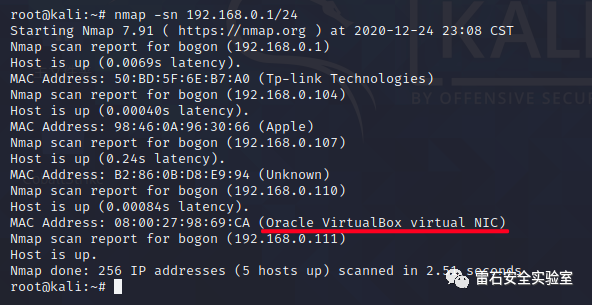 root@kali:~# nmap -sn 192.168.0.1/24
Starting Nmap 7.91 ( https://nmap.org ) at 2020-12-24 23:08 CST
Nmap scan report for bogon (192.168.0.1)
Host is up (0.0069s latency).
MAC Address: 50:BD:5F:6E:B7:A0 (Tp-link Technologies)
Nmap scan report for bogon (192.168.0.104)
Host is up (0.00040s latency).
MAC Address: 98:46:0A:96:30:66 (Apple)
Nmap scan report for bogon (192.168.0.107)
Host is up (0.24s latency).
MAC Address: B2:86:0B:D8:E9:94 (Unknown)
Nmap scan report for bogon (192.168.0.110)
Host is up (0.00084s latency).
MAC Address: 08:00:27:98:69:CA (Oracle VirtualBox virtual NIC)
Nmap scan report for bogon (192.168.0.111)
Host is up.
Nmap done: 256 IP addresses (5 hosts up) scanned in seconds
root@kali:~#
KALI
BY OFFENSIVE SECUR
雷石安全实验室